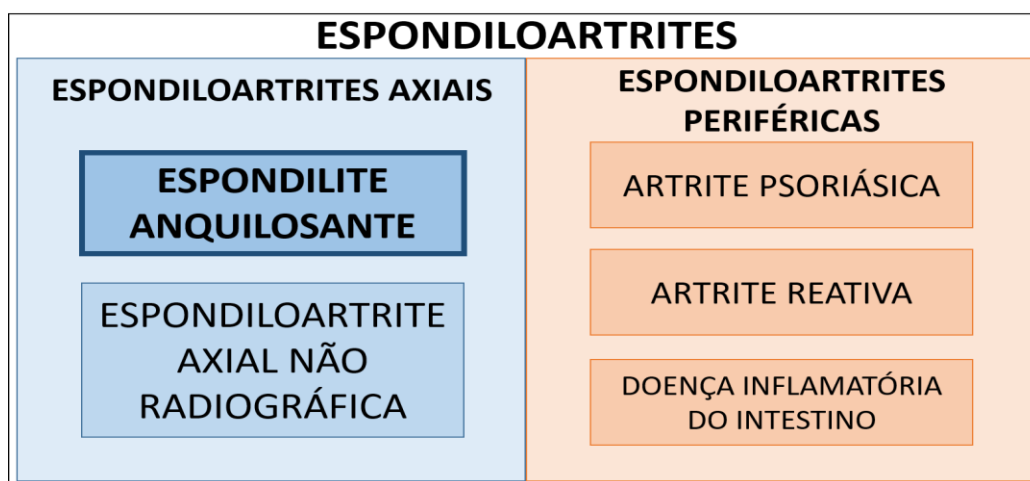 ESPONDILOARTRITES
ESPONDILOARTRITES AXIAIS
ESPONDILITE
ANQUILOSANTE
ESPONDILOARTRITE
AXIAL NÃO
RADIOGRÁFICA
ESPONDILOARTRITES
PERIFÉRICAS
ARTRITE PSORIÁSICA
ARTRITE REATIVA
DOENÇA INFLAMATÓRIA
DO INTESTINO